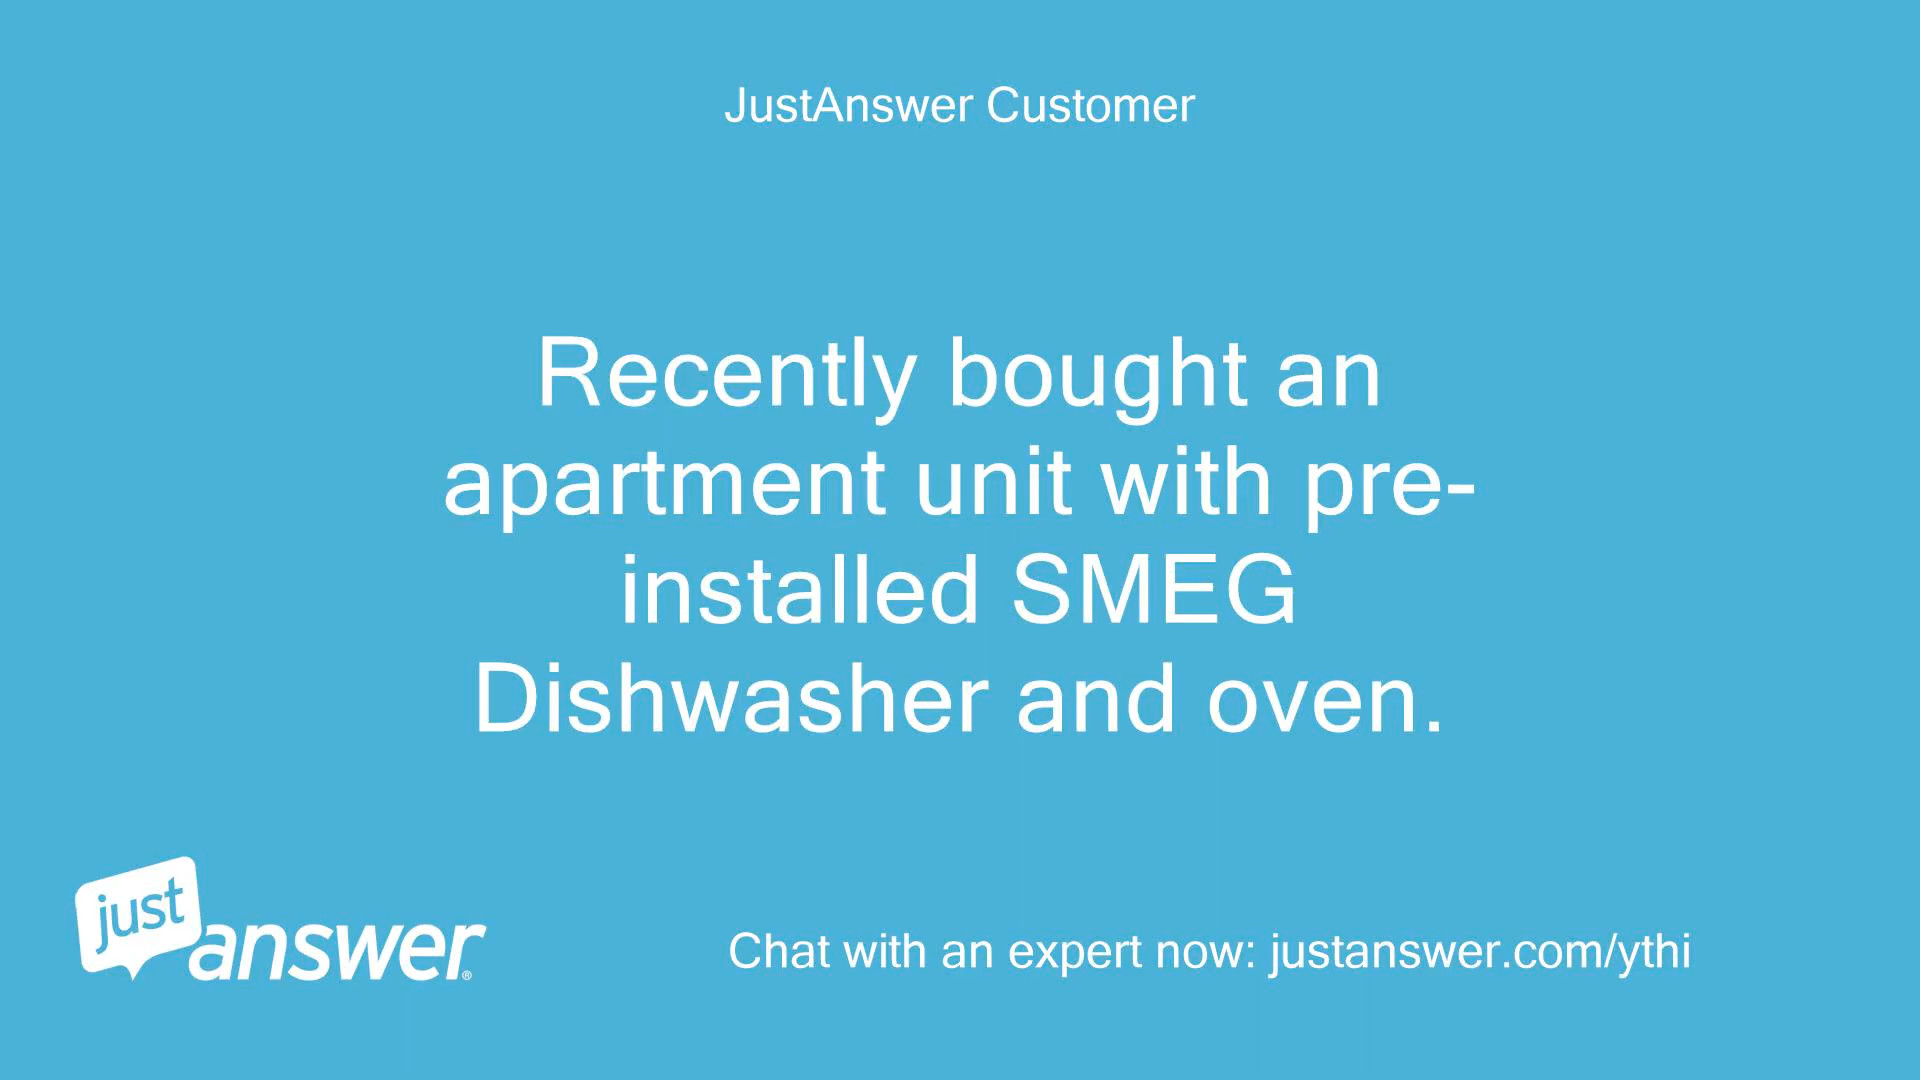 JustAnswer Customer
Recently bought an
apartment unit with pre-
installed SMEG
Dishwasher and oven.
just
answer®
Chat with an expert now: justanswer.com/ythi